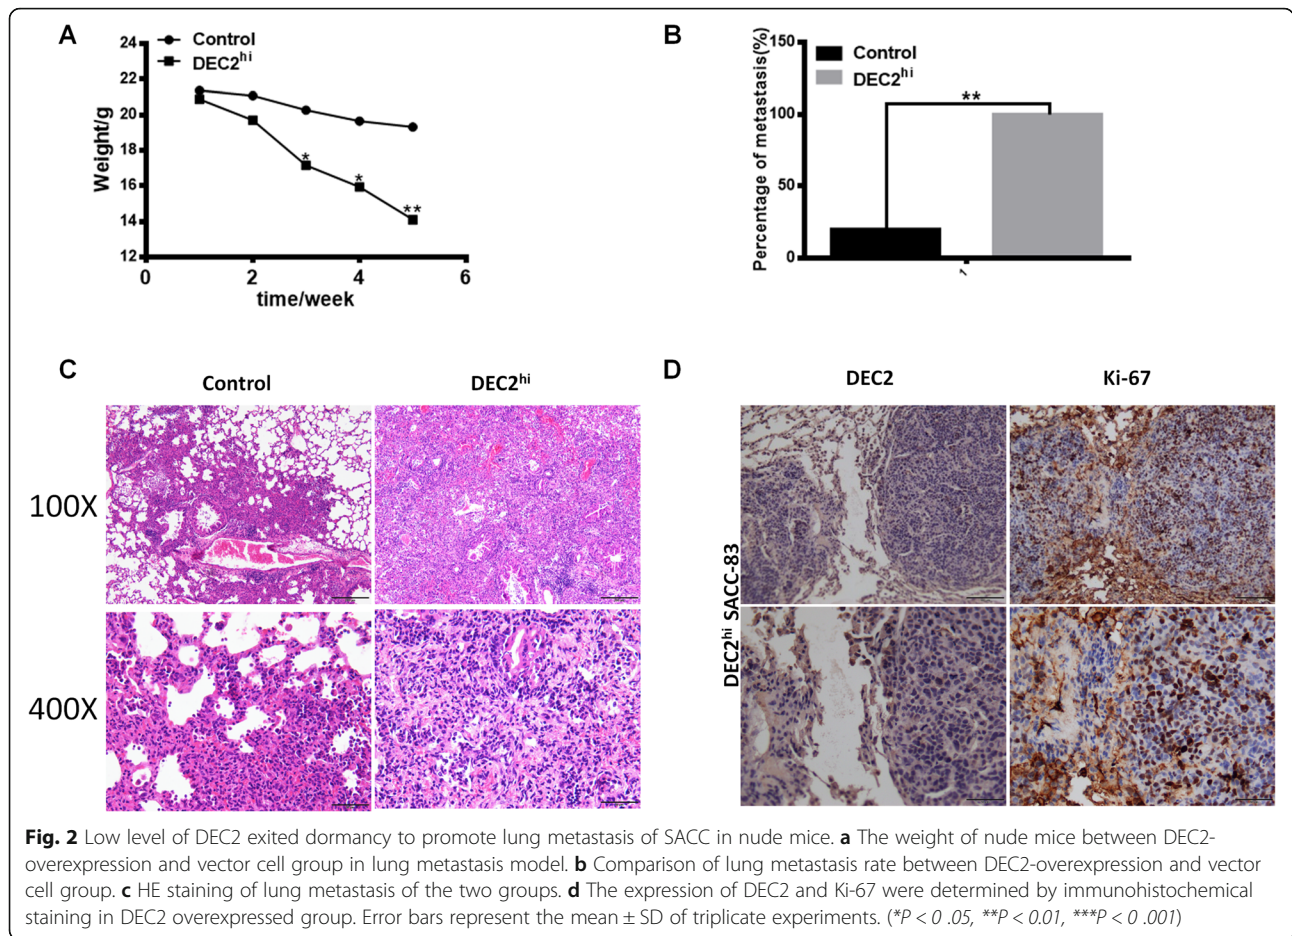 A
24
22
20
18
16
14
12
Weight/g
Control
DEC2hi
*
*
**
0
2
4
6
time/week
B
150
100
50
0
Percentage of metastasis(%)
Control
DEC2hi
**
1
C
Control
DEC2hi
100X
400X
D
DEC2
Ki-67
DEC2hi SACC-83
Fig. 2 Low level of DEC2 exited dormancy to promote lung metastasis of SACC in nude mice. a The weight of nude mice between DEC2-
overexpression and vector cell group in lung metastasis model. b Comparison of lung metastasis rate between DEC2-overexpression and vector
cell group. c HE staining of lung metastasis of the two groups. d The expression of DEC2 and Ki-67 were determined by immunohistochemical
staining in DEC2 overexpressed group. Error bars represent the mean ± SD of triplicate experiments. (*P < 0 .05, **P < 0.01, ***P < 0 .001)